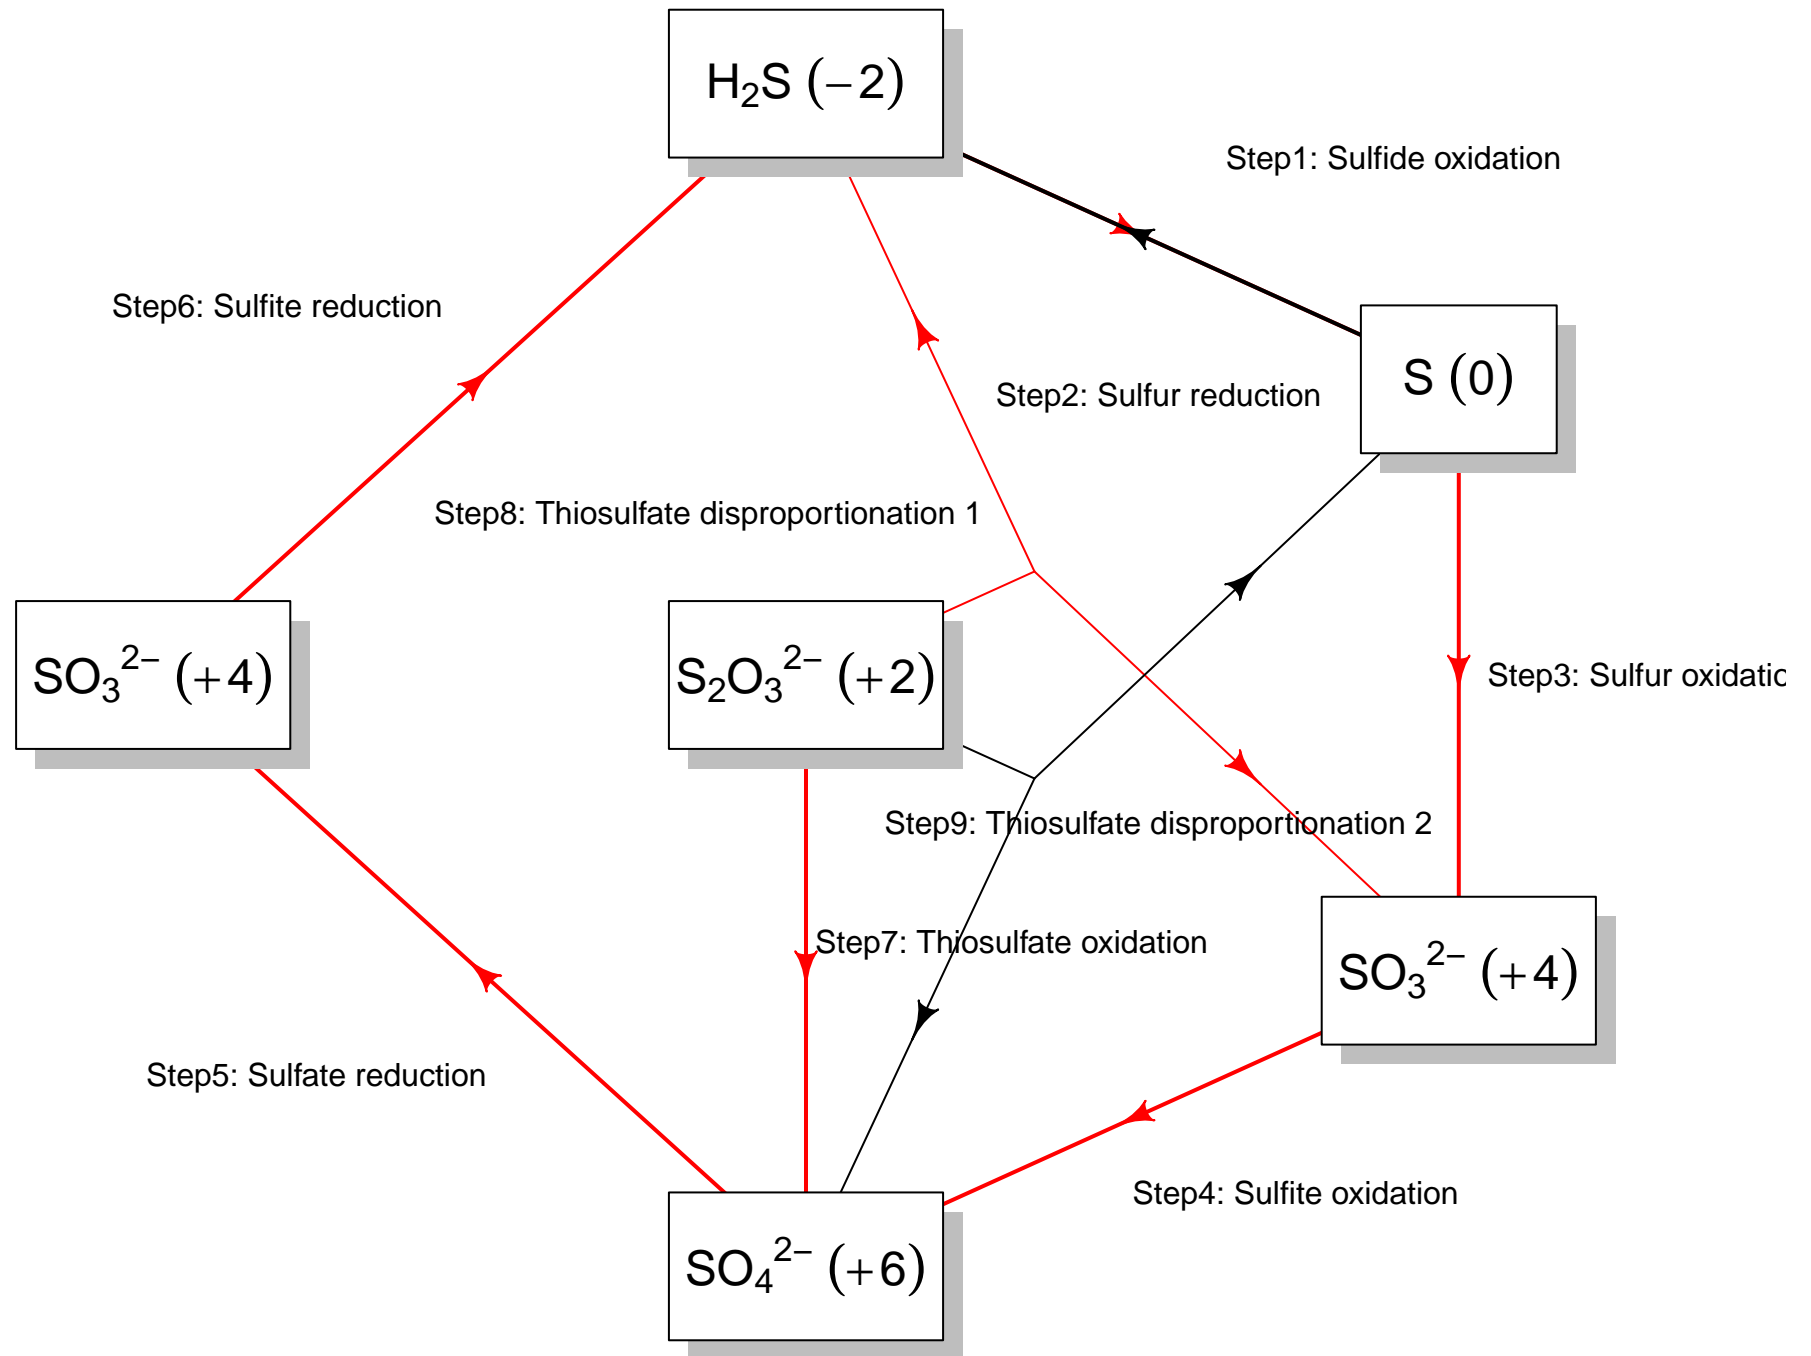 H₂S (−2)
Step1: Sulfide oxidation
Step6: Sulfite reduction
S (0)
Step2: Sulfur reduction
Step8: Thiosulfate disproportionation 1
SO₃²⁻ (+4)
S₂O₃²⁻ (+2)
Step3: Sulfur oxidatic
Step9: Thiosulfate disproportionation 2
Step7: Thiosulfate oxidation
SO₃²⁻ (+4)
Step5: Sulfate reduction
Step4: Sulfite oxidation
SO₄²⁻ (+6)